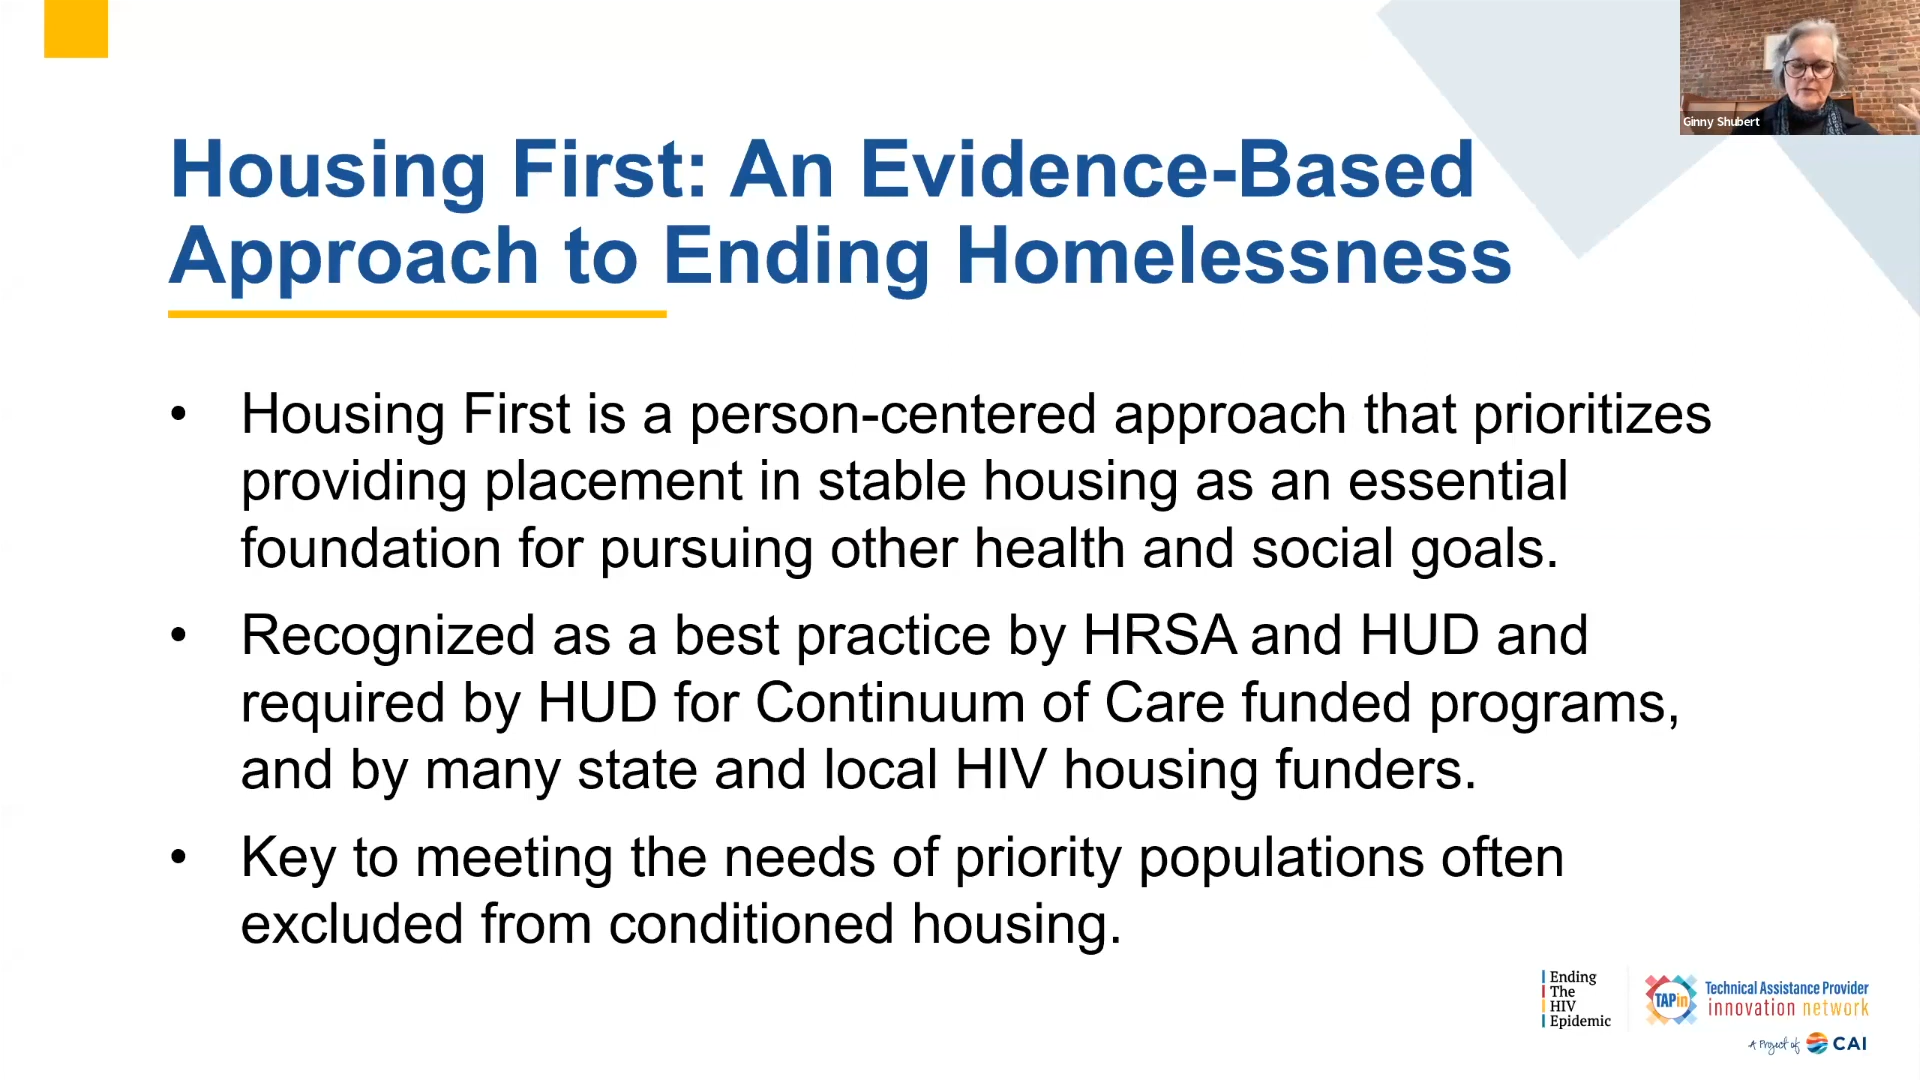 Ginny Shubert
Housing First: An Evidence-Based
Approach to Ending Homelessness
• Housing First is a person-centered approach that prioritizes
providing placement in stable housing as an essential
foundation for pursuing other health and social goals.
• Recognized as a best practice by HRSA and HUD and
required by HUD for Continuum of Care funded programs,
and by many state and local HIV housing funders.
• Key to meeting the needs of priority populations often
excluded from conditioned housing.
Ending
The
HIV
Epidemic
TAPin
Technical Assistance Provider
innovation network
A Project of CAI